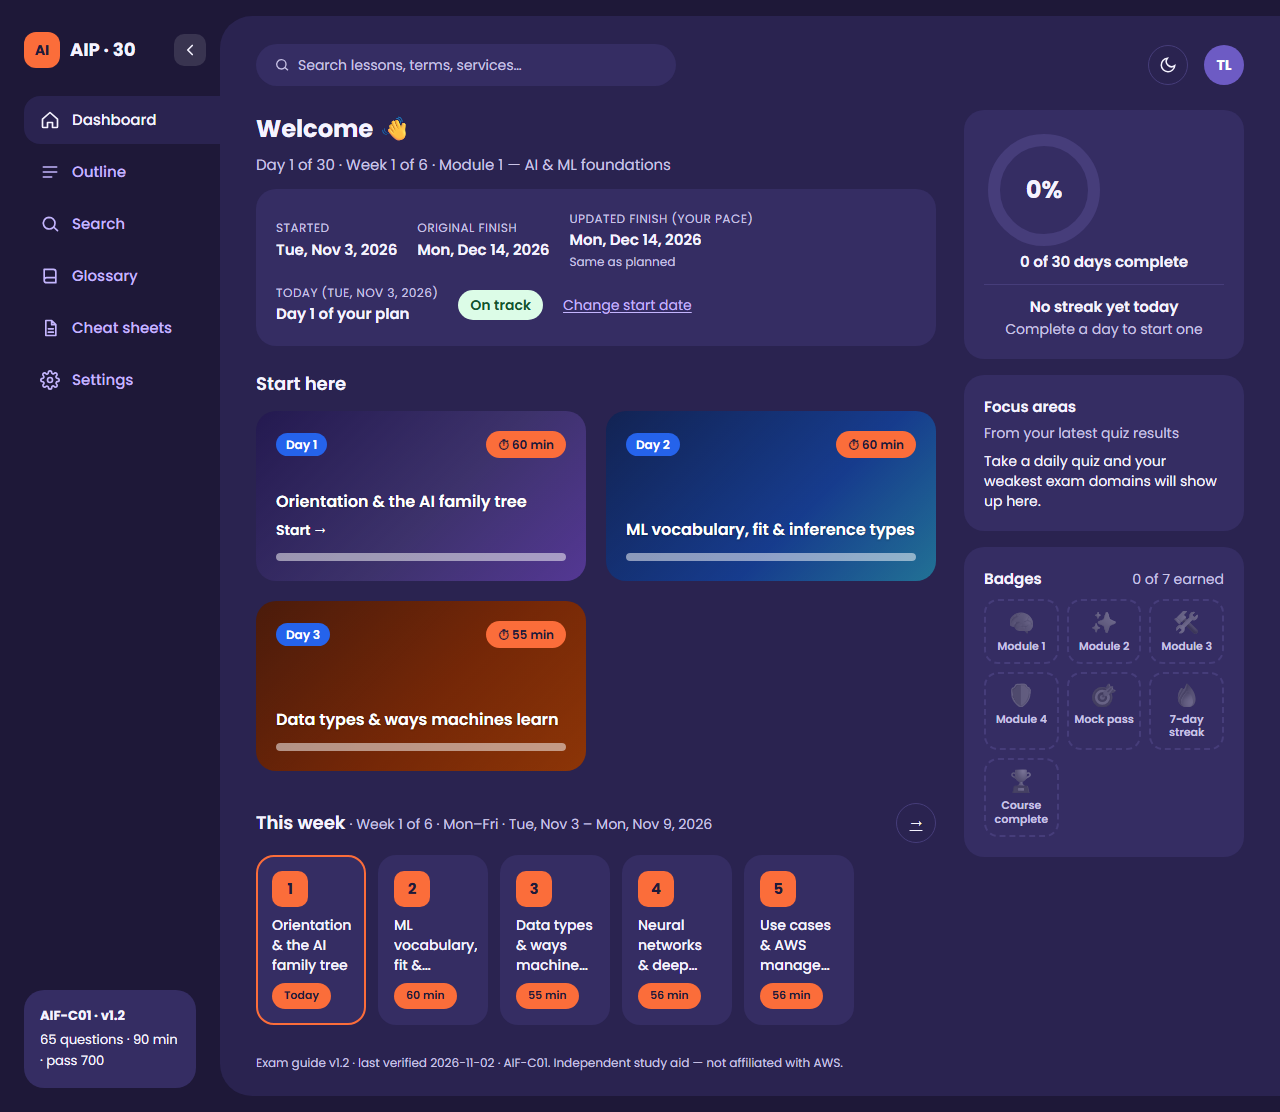 AI
AIP · 30
Dashboard
Outline
Search
Glossary
Cheat sheets
Settings
AIF-C01 · v1.2
65 questions · 90 min
· pass 700
Search lessons, terms, services...
TL
Welcome 👋
Day 1 of 30 · Week 1 of 6 · Module 1 — AI & ML foundations
STARTED
Tue, Nov 3, 2026
ORIGINAL FINISH
Mon, Dec 14, 2026
UPDATED FINISH (YOUR PACE)
Mon, Dec 14, 2026
Same as planned
TODAY (TUE, NOV 3, 2026)
Day 1 of your plan
On track
Change start date
Start here
Day 1
⏱ 60 min
Orientation & the AI family tree
Start →
Day 2
⏱ 60 min
ML vocabulary, fit & inference types
Day 3
⏱ 55 min
Data types & ways machines learn
This week · Week 1 of 6 · Mon–Fri · Tue, Nov 3 – Mon, Nov 9, 2026
→
1
Orientation
& the AI
family tree
Today
2
ML
vocabulary,
fit &...
60 min
3
Data types
& ways
machine...
55 min
4
Neural
networks
& deep...
56 min
5
Use cases
& AWS
manage...
56 min
Exam guide v1.2 · last verified 2026-11-02 · AIF-C01. Independent study aid — not affiliated with AWS.
0%
0 of 30 days complete
No streak yet today
Complete a day to start one
Focus areas
From your latest quiz results
Take a daily quiz and your
weakest exam domains will show
up here.
Badges
0 of 7 earned
Module 1
Module 2
Module 3
Module 4
Mock pass
7-day
streak
Course
complete